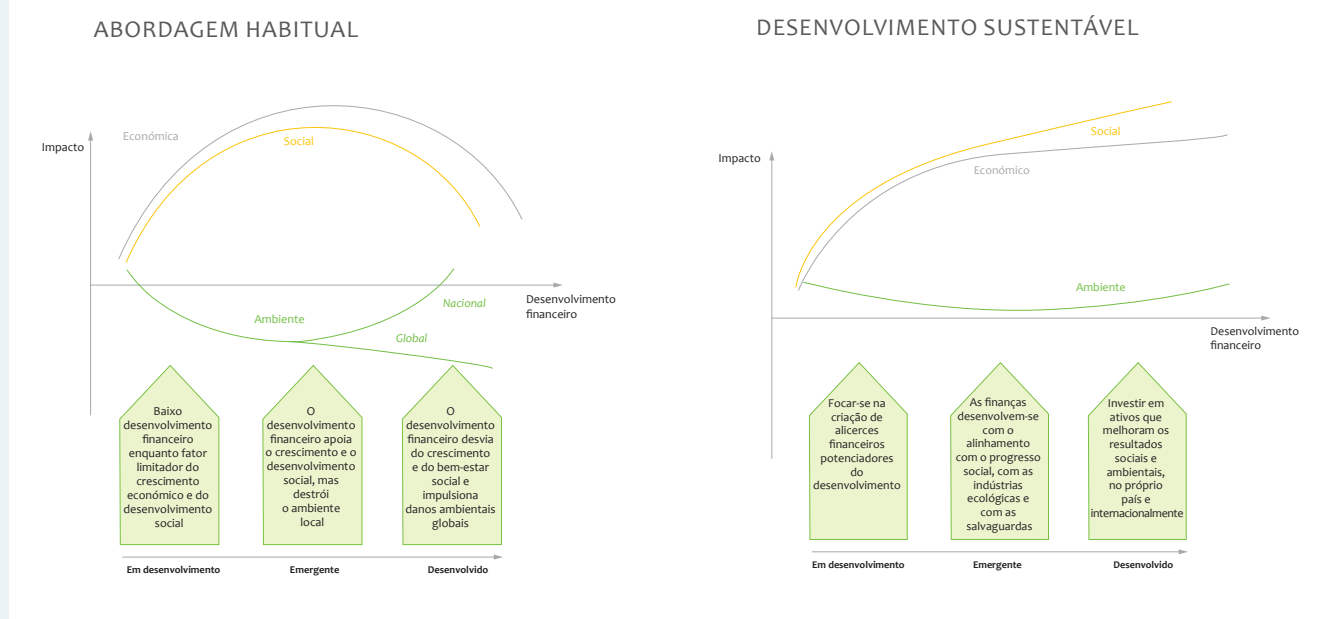 ABORDAGEM HABITUAL
Impacto
Económica
Social
Ambiente
Nacional
Global
Desenvolvimento
financeiro
Baixo
desenvolvimento
financeiro
enquanto fator
limitador do
crescimento
económico e do
desenvolvimento
social
O
desenvolvimento
financeiro apoia
o crescimento e o
desenvolvimento
social, mas
destrói
o ambiente
local
O
desenvolvimento
financeiro desvia
do crescimento
e do bem-estar
social e
impulsiona
danos ambientais
globais
Em desenvolvimento
Emergente
Desenvolvido
DESENVOLVIMENTO SUSTENTÁVEL
Impacto
Social
Económico
Ambiente
Desenvolvimento
financeiro
Focar-se na
criação de
alicerces
financeiros
potenciadores
do
desenvolvimento
As finanças
desenvolvem-se
com o
alinhamento
com o progresso
social, com as
indústrias
ecológicas e
com as
salvaguardas
Investir em
ativos que
melhoram os
resultados
sociais e
ambientais,
no próprio
país e
internacionalmente
Em desenvolvimento
Emergente
Desenvolvido